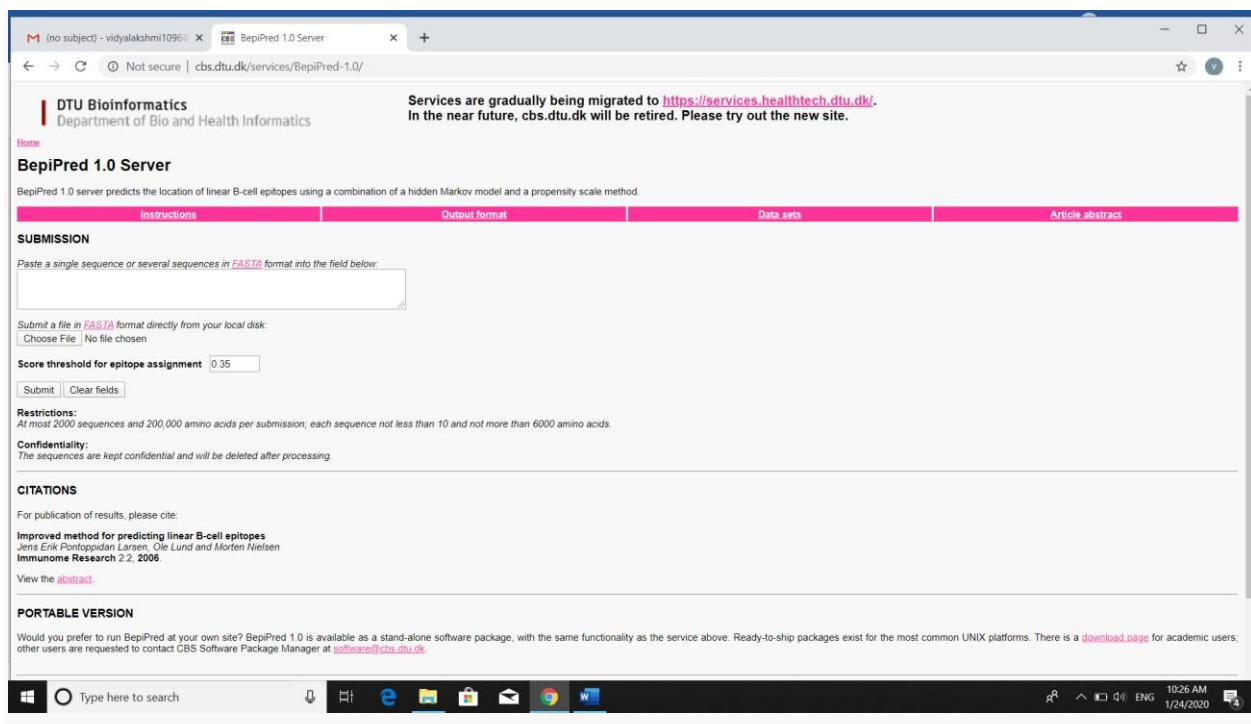 (no subject) - vidyalakshmi1096
BepiPred 1.0 Server
Not secure | cbs.dtu.dk/services/BepiPred-1.0/
V
DTU Bioinformatics
Department of Bio and Health Informatics
Services are gradually being migrated to https://services.healthtech.dtu.dk/.
In the near future, cbs.dtu.dk will be retired. Please try out the new site.
Home
BepiPred 1.0 Server
BepiPred 1.0 server predicts the location of linear B-cell epitopes using a combination of a hidden Markov model and a propensity scale method.
Instructions Output format Data sets Article abstract
SUBMISSION
Paste a single sequence or several sequences in FASTA format into the field below:
Submit a file in FASTA format directly from your local disk:
Choose File No file chosen
Score threshold for epitope assignment 0.35
Submit Clear fields
Restrictions:
At most 2000 sequences and 200,000 amino acids per submission; each sequence not less than 10 and not more than 6000 amino acids.
Confidentiality:
The sequences are kept confidential and will be deleted after processing.
CITATIONS
For publication of results, please cite:
Improved method for predicting linear B-cell epitopes
Jens Erik Pontoppidan Larsen, Ole Lund and Morten Nielsen
Immunome Research 2:2, 2006.
View the abstract.
PORTABLE VERSION
Would you prefer to run BepiPred at your own site? BepiPred 1.0 is available as a stand-alone software package, with the same functionality as the service above. Ready-to-ship packages exist for the most common UNIX platforms. There is a download page for academic users;
other users are requested to contact CBS Software Package Manager at software@cbs.dtu.dk.
Type here to search
ENG
10:26 AM
1/24/2020
4